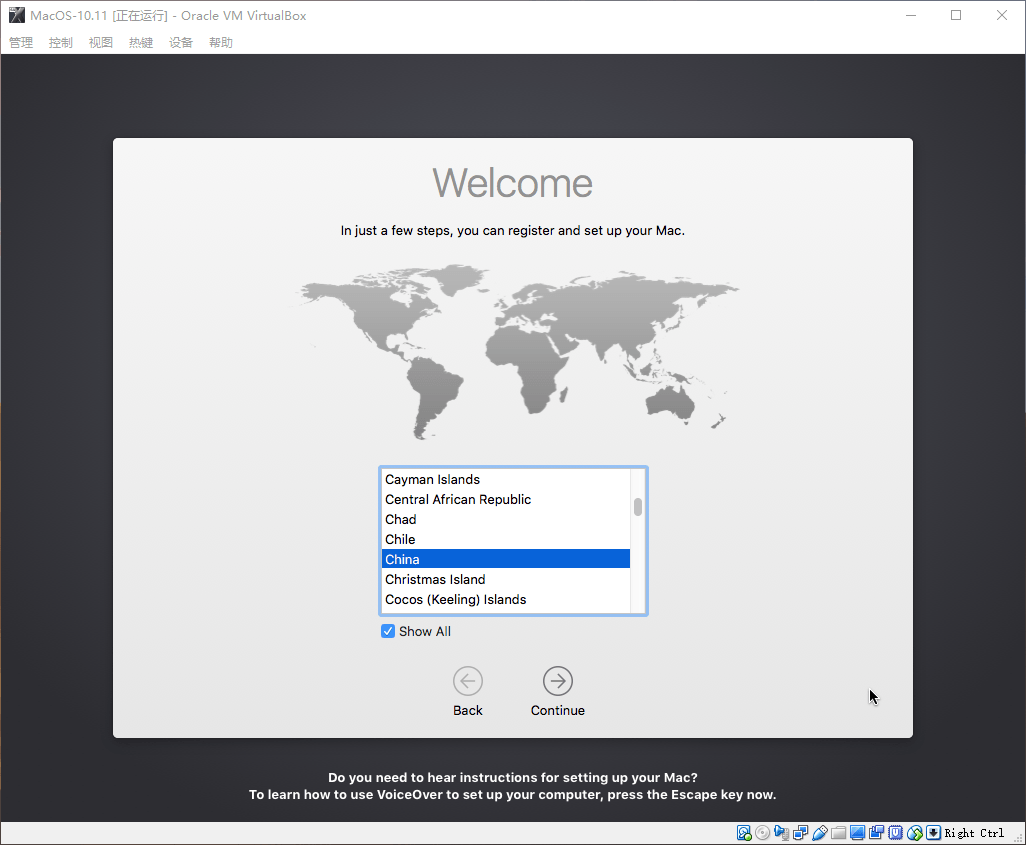 MacOS-10.11 [正在运行] - Oracle VM VirtualBox
管理 控制 视图 热键 设备 帮助
Welcome
In just a few steps, you can register and set up your Mac.
Cayman Islands
Central African Republic
Chad
Chile
China
Christmas Island
Cocos (Keeling) Islands
Show All
Back Continue
Do you need to hear instructions for setting up your Mac?
To learn how to use VoiceOver to set up your computer, press the Escape key now.
Right Ctrl